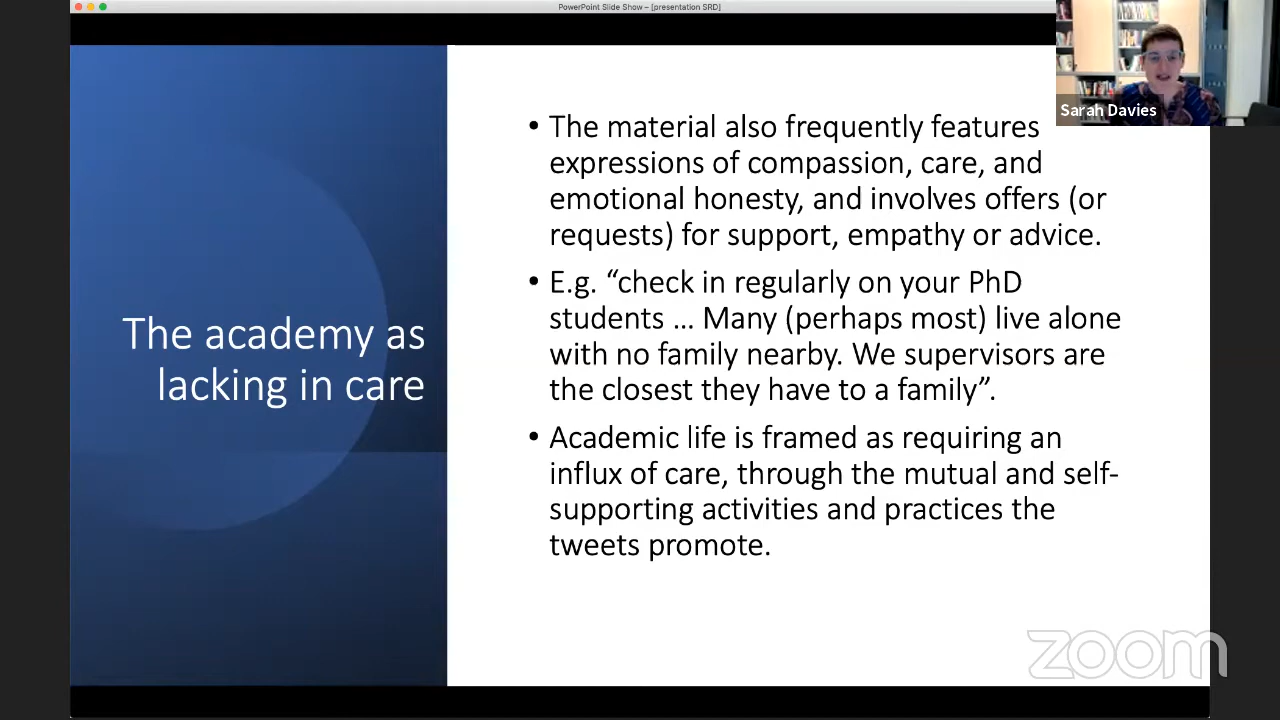 PowerPoint Slide Show – [presentation SRD]
Sarah Davies
The academy as
lacking in care
• The material also frequently features
expressions of compassion, care, and
emotional honesty, and involves offers (or
requests) for support, empathy or advice.
• E.g. “check in regularly on your PhD
students … Many (perhaps most) live alone
with no family nearby. We supervisors are
the closest they have to a family”.
• Academic life is framed as requiring an
influx of care, through the mutual and self-
supporting activities and practices the
tweets promote.
zoom